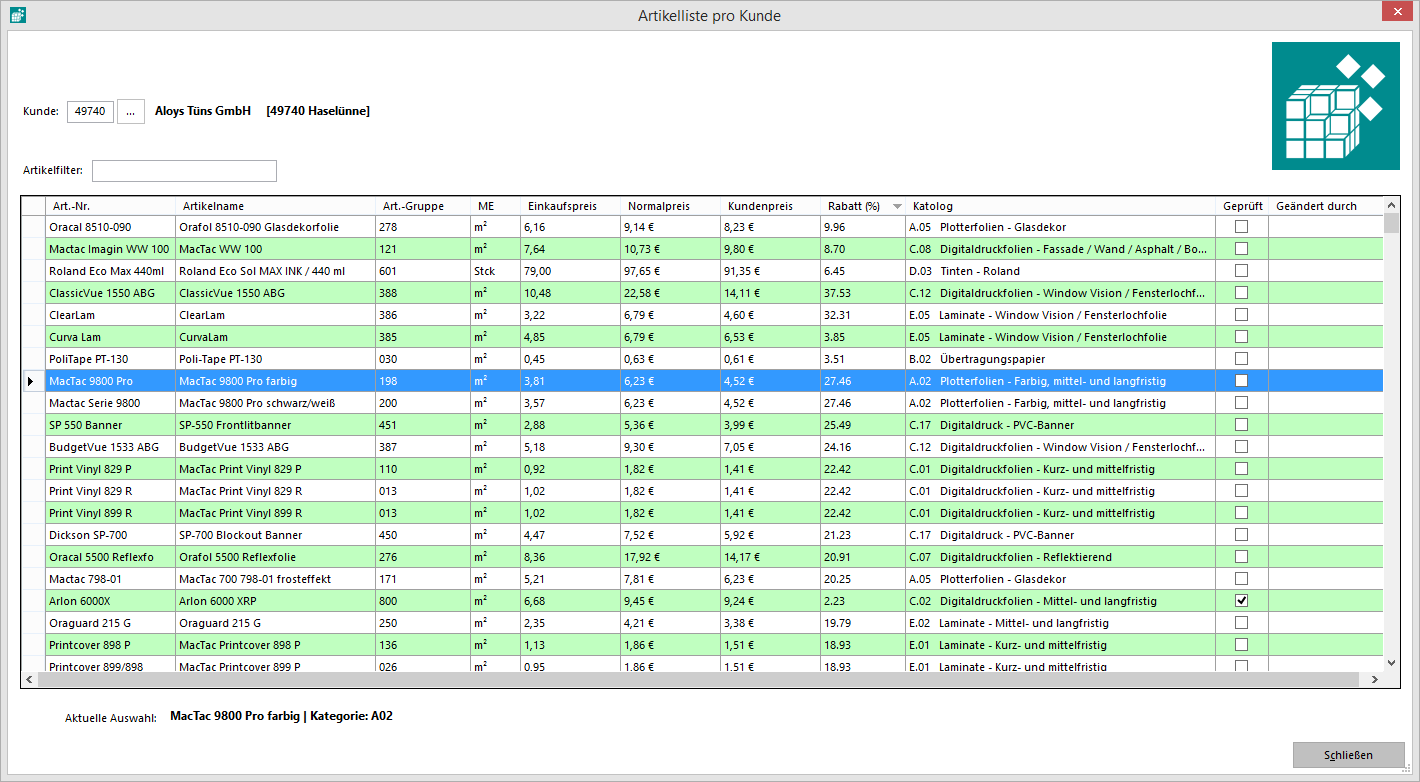 Artikelliste pro Kunde
Kunde: 49740 ... Aloys Tüns GmbH [49740 Haselünne]
Artikelfilter:
Art.-Nr. Artikelname Art.-Gruppe ME Einkaufspreis Normalpreis Kundenpreis Rabatt (%) Katolog Geprüft Geändert durch
Oracal 8510-090 Orafol 8510-090 Glasdekorfolie 278 m² 6,16 9,14 € 8,23 € 9.96 A.05 Plotterfolien - Glasdekor
Mactac Imagin WW 100 MacTac WW 100 121 m² 7,64 10,73 € 9,80 € 8.70 C.08 Digitaldruckfolien - Fassade / Wand / Asphalt / Bo...
Roland Eco Max 440ml Roland Eco Sol MAX INK / 440 ml 601 Stck 79,00 97,65 € 91,35 € 6.45 D.03 Tinten - Roland
ClassicVue 1550 ABG ClassicVue 1550 ABG 388 m² 10,48 22,58 € 14,11 € 37.53 C.12 Digitaldruckfolien - Window Vision / Fensterlochf...
ClearLam ClearLam 386 m² 3,22 6,79 € 4,60 € 32.31 E.05 Laminate - Window Vision / Fensterlochfolie
Curva Lam CurvaLam 385 m² 4,85 6,79 € 6,53 € 3.85 E.05 Laminate - Window Vision / Fensterlochfolie
PoliTape PT-130 Poli-Tape PT-130 030 m² 0,45 0,63 € 0,61 € 3.51 B.02 Übertragungspapier
MacTac 9800 Pro MacTac 9800 Pro farbig 198 m² 3,81 6,23 € 4,52 € 27.46 A.02 Plotterfolien - Farbig, mittel- und langfristig
Mactac Serie 9800 MacTac 9800 Pro schwarz/weiß 200 m² 3,57 6,23 € 4,52 € 27.46 A.02 Plotterfolien - Farbig, mittel- und langfristig
SP 550 Banner SP-550 Frontlitbanner 451 m² 2,88 5,36 € 3,99 € 25.49 C.17 Digitaldruck - PVC-Banner
BudgetVue 1533 ABG BudgetVue 1533 ABG 387 m² 5,18 9,30 € 7,05 € 24.16 C.12 Digitaldruckfolien - Window Vision / Fensterlochf...
Print Vinyl 829 P MacTac Print Vinyl 829 P 110 m² 0,92 1,82 € 1,41 € 22.42 C.01 Digitaldruckfolien - Kurz- und mittelfristig
Print Vinyl 829 R MacTac Print Vinyl 829 R 013 m² 1,02 1,82 € 1,41 € 22.42 C.01 Digitaldruckfolien - Kurz- und mittelfristig
Print Vinyl 899 R MacTac Print Vinyl 899 R 013 m² 1,02 1,82 € 1,41 € 22.42 C.01 Digitaldruckfolien - Kurz- und mittelfristig
Dickson SP-700 SP-700 Blockout Banner 450 m² 4,47 7,52 € 5,92 € 21.23 C.17 Digitaldruck - PVC-Banner
Oracal 5500 Reflexfo Orafol 5500 Reflexfolie 276 m² 8,36 17,92 € 14,17 € 20.91 C.07 Digitaldruckfolien - Reflektierend
Mactac 798-01 MacTac 700 798-01 frosteffekt 171 m² 5,21 7,81 € 6,23 € 20.25 A.05 Plotterfolien - Glasdekor
Arlon 6000X Arlon 6000 XRP 800 m² 6,68 9,45 € 9,24 € 2.23 C.02 Digitaldruckfolien - Mittel- und langfristig
Oraguard 215 G Oraguard 215 G 250 m² 2,35 4,21 € 3,38 € 19.79 E.02 Laminate - Mittel- und langfristig
Printcover 898 P MacTac Printcover 898 P 136 m² 1,13 1,86 € 1,51 € 18.93 E.01 Laminate - Kurz- und mittelfristig
Printcover 899/898 MacTac Printcover 899 P 026 m² 0,95 1,86 € 1,51 € 18.93 E.01 Laminate - Kurz- und mittelfristig
Aktuelle Auswahl: MacTac 9800 Pro farbig | Kategorie: A02
Schließen